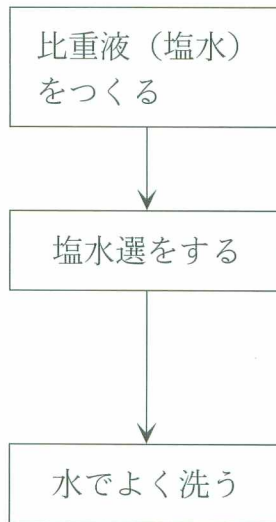 比重液（塩水）
をつくる
塩水選をする
水でよく洗う